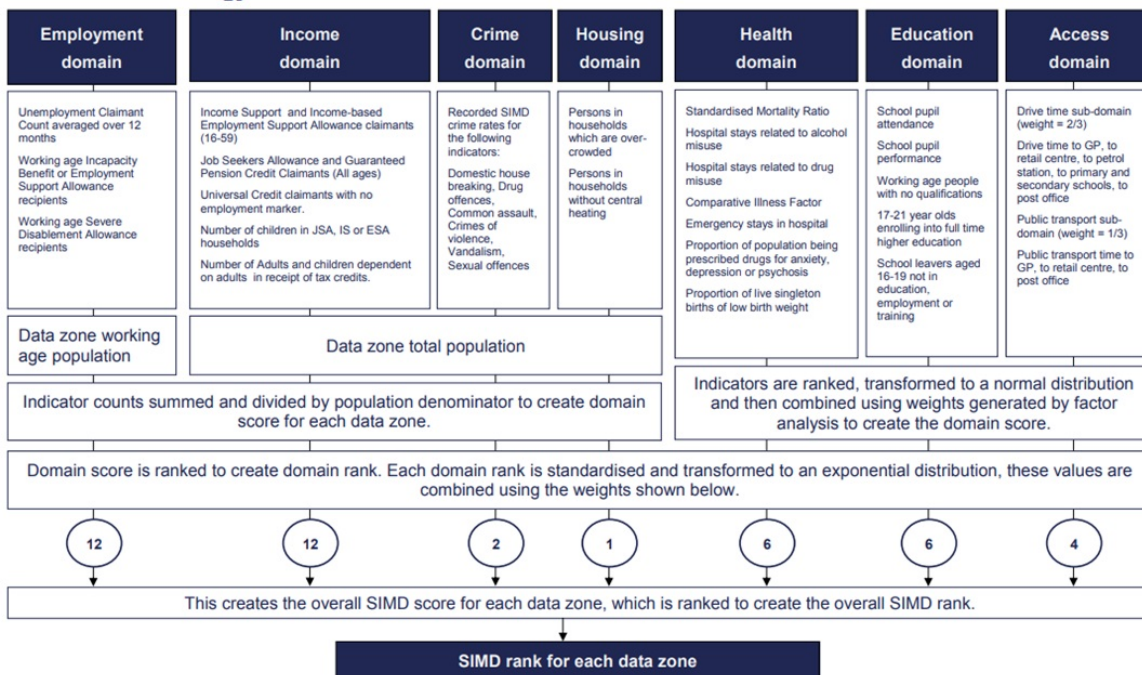 Employment
domain
Income
domain
Crime
domain
Housing
domain
Health
domain
Education
domain
Access
domain
Unemployment Claimant
Count averaged over 12
months
Working age Incapacity
Benefit or Employment
Support Allowance
recipients
Working age Severe
Disablement Allowance
recipients
Income Support and Income-based
Employment Support Allowance claimants
(16-59)
Job Seekers Allowance and Guaranteed
Pension Credit Claimants (All ages)
Universal Credit claimants with no
employment marker.
Number of children in JSA, IS or ESA
households
Number of Adults and children dependent
on adults in receipt of tax credits.
Recorded SIMD
crime rates for
the following
indicators:
Domestic house
breaking, Drug
offences,
Common assault,
Crimes of
violence,
Vandalism,
Sexual offences
Persons in
households
which are over-
crowded
Persons in
households
without central
heating
Standardised Mortality Ratio
Hospital stays related to alcohol
misuse
Hospital stays related to drug
misuse
Comparative Illness Factor
Emergency stays in hospital
Proportion of population being
prescribed drugs for anxiety,
depression or psychosis
Proportion of live singleton
births of low birth weight
School pupil
attendance
School pupil
performance
Working age people
with no qualifications
17-21 year olds
enrolling into full time
higher education
School leavers aged
16-19 not in
education,
employment or
training
Drive time sub-domain
(weight = 2/3)
Drive time to GP, to
retail centre, to petrol
station, to primary and
secondary schools, to
post office
Public transport sub-
domain (weight = 1/3)
Public transport time to
GP, to retail centre, to
post office
Data zone working
age population
Data zone total population
Indicator counts summed and divided by population denominator to create domain
score for each data zone.
Indicators are ranked, transformed to a normal distribution
and then combined using weights generated by factor
analysis to create the domain score.
Domain score is ranked to create domain rank. Each domain rank is standardised and transformed to an exponential distribution, these values are
combined using the weights shown below.
12
12
2
1
6
6
4
This creates the overall SIMD score for each data zone, which is ranked to create the overall SIMD rank.
SIMD rank for each data zone